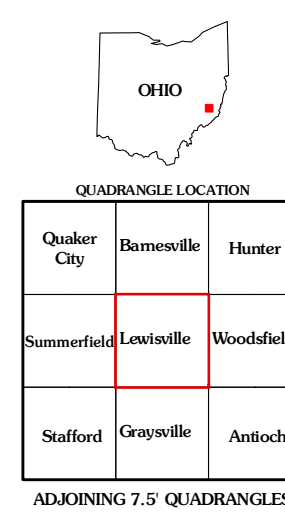 OHIO
QUADRANGLE LOCATION
Quaker
City
Barnesville
Hunter
Summerfield
Lewisville
Woodsfiel
Stafford
Graysville
Antioch
ADJOINING 7.5' QUADRANGLES